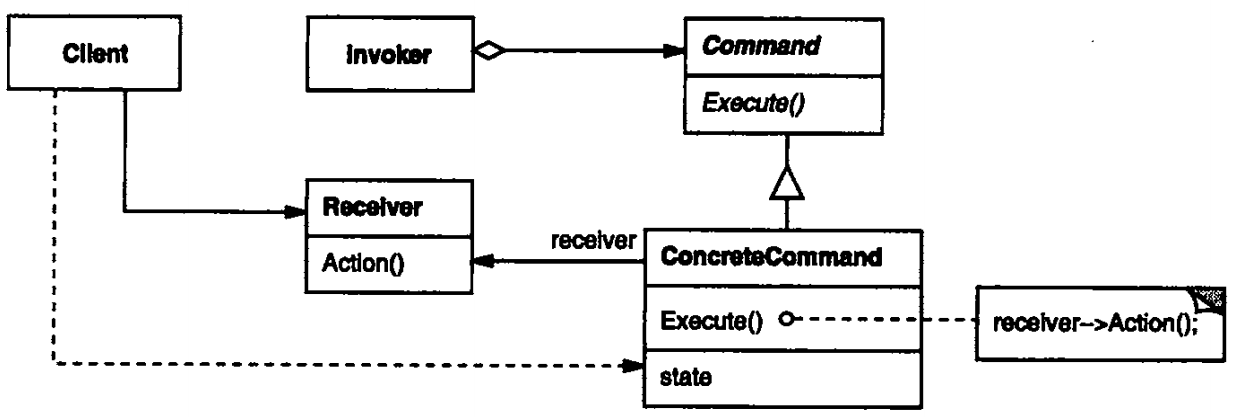 Client
Invoker
Command
Execute()
Receiver
Action()
receiver
ConcreteCommand
Execute()
receiver–>Action();
state